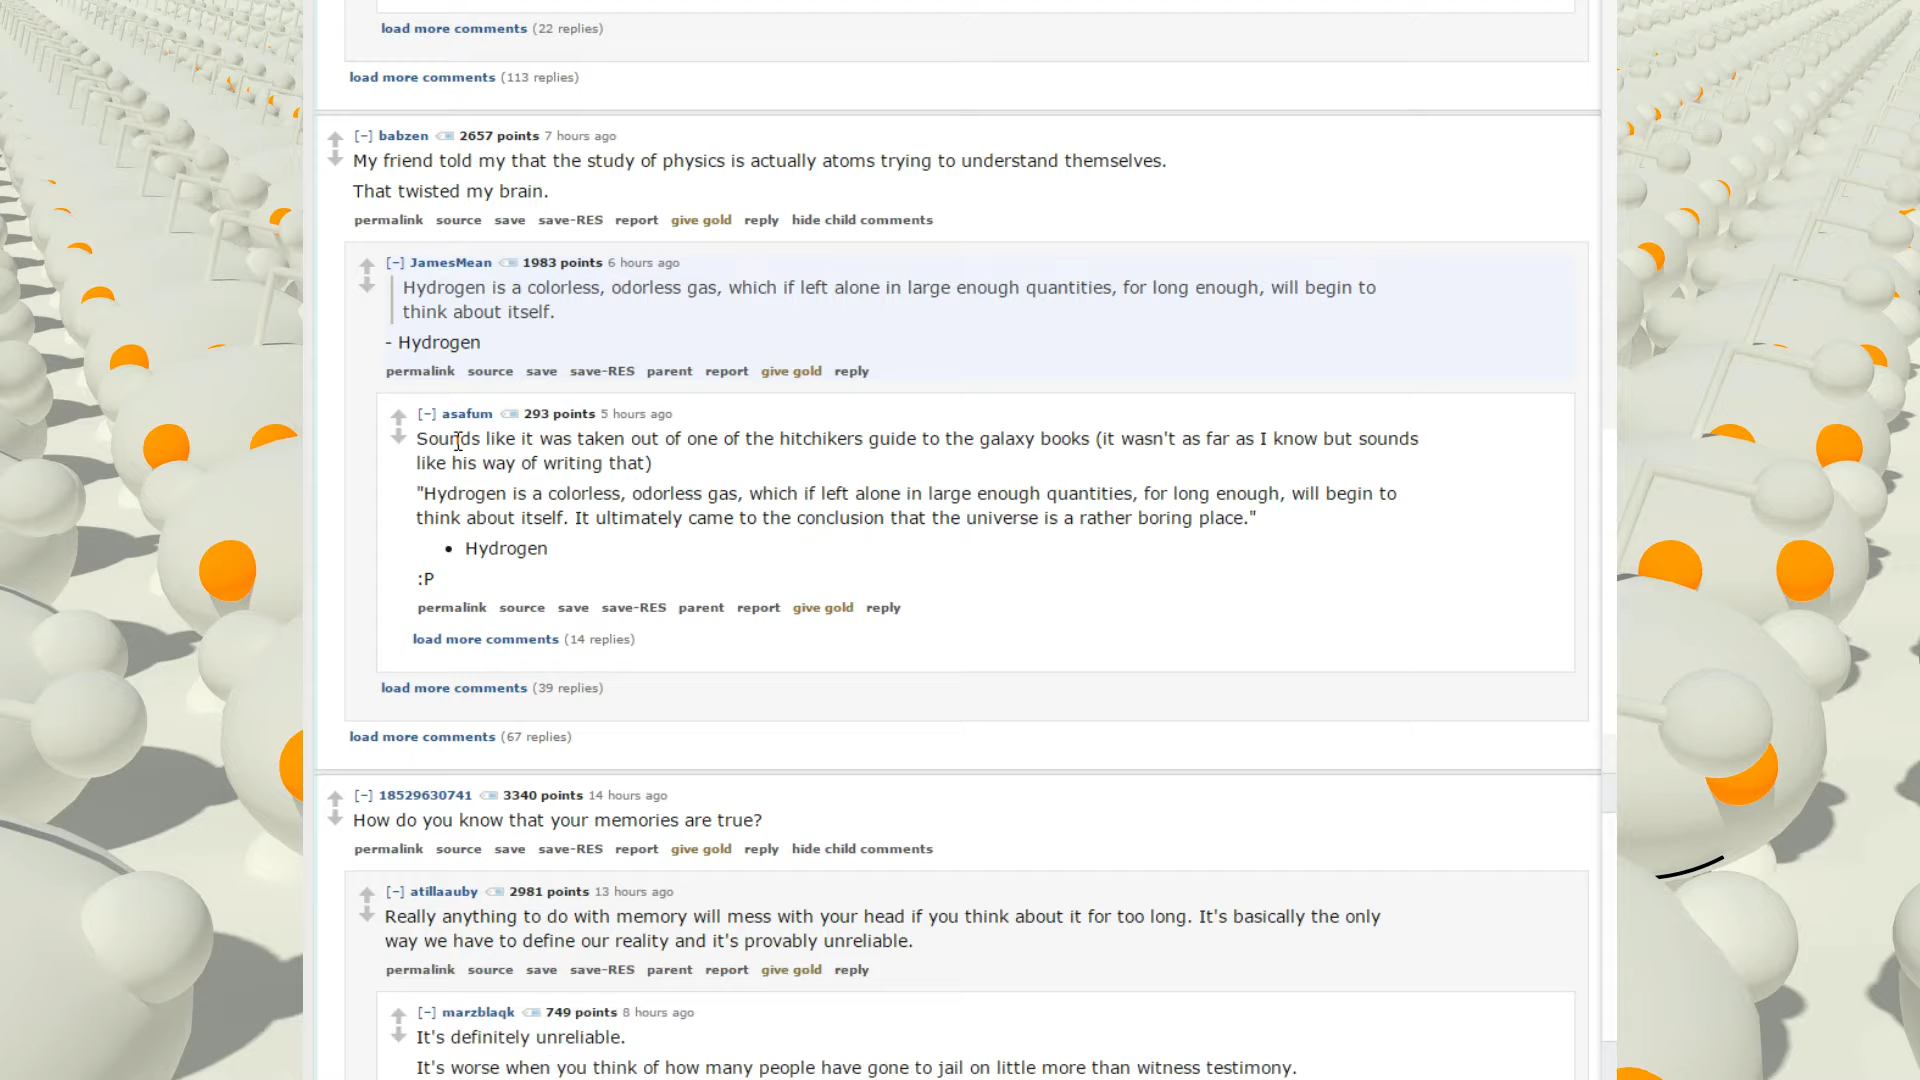 load more comments (22 replies)
load more comments (113 replies)
[-] babzen 2657 points 7 hours ago
My friend told my that the study of physics is actually atoms trying to understand themselves.
That twisted my brain.
permalink source save save-RES report give gold reply hide child comments
[-] JamesMean 1983 points 6 hours ago
Hydrogen is a colorless, odorless gas, which if left alone in large enough quantities, for long enough, will begin to
think about itself.
- Hydrogen
permalink source save save-RES parent report give gold reply
[-] asafum 293 points 5 hours ago
Sounds like it was taken out of one of the hitchikers guide to the galaxy books (it wasn't as far as I know but sounds
like his way of writing that)
"Hydrogen is a colorless, odorless gas, which if left alone in large enough quantities, for long enough, will begin to
think about itself. It ultimately came to the conclusion that the universe is a rather boring place."
• Hydrogen
:P
permalink source save save-RES parent report give gold reply
load more comments (14 replies)
load more comments (39 replies)
load more comments (67 replies)
[-] 18529630741 3340 points 14 hours ago
How do you know that your memories are true?
permalink source save save-RES report give gold reply hide child comments
[-] atillaauby 2981 points 13 hours ago
Really anything to do with memory will mess with your head if you think about it for too long. It's basically the only
way we have to define our reality and it's provably unreliable.
permalink source save save-RES parent report give gold reply
[-] marzblaqk 749 points 8 hours ago
It's definitely unreliable.
It's worse when you think of how many people have gone to jail on little more than witness testimony.